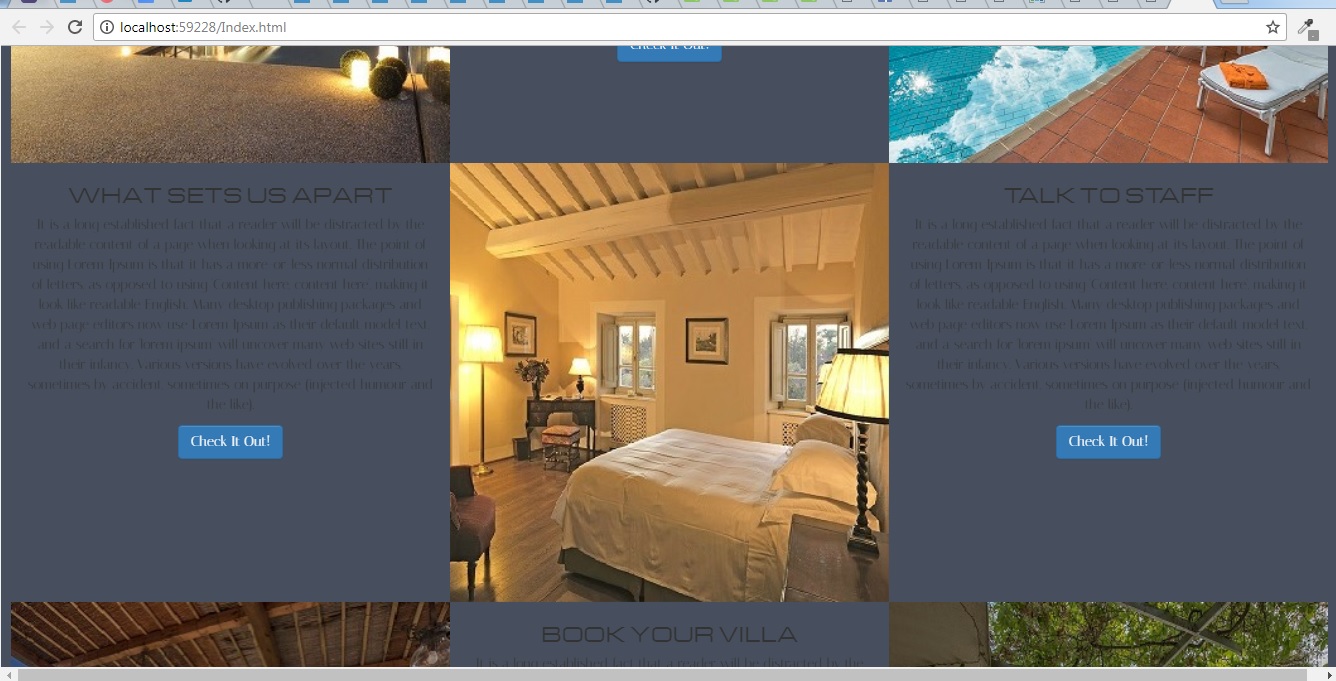 localhost:59228/Index.html
Check It Out!
WHAT SETS US APART
It is a long established fact that a reader will be distracted by the
readable content of a page when looking at its layout. The point of
using Lorem Ipsum is that it has a more-or-less normal distribution
of letters, as opposed to using 'Content here, content here', making it
look like readable English. Many desktop publishing packages and
web page editors now use Lorem Ipsum as their default model text,
and a search for 'lorem ipsum' will uncover many web sites still in
their infancy. Various versions have evolved over the years,
sometimes by accident, sometimes on purpose (injected humour and
the like).
Check It Out!
TALK TO STAFF
It is a long established fact that a reader will be distracted by the
readable content of a page when looking at its layout. The point of
using Lorem Ipsum is that it has a more-or-less normal distribution
of letters, as opposed to using 'Content here, content here', making it
look like readable English. Many desktop publishing packages and
web page editors now use Lorem Ipsum as their default model text,
and a search for 'lorem ipsum' will uncover many web sites still in
their infancy. Various versions have evolved over the years,
sometimes by accident, sometimes on purpose (injected humour and
the like).
Check It Out!
BOOK YOUR VILLA
It is a long established fact that a reader will be distracted by the